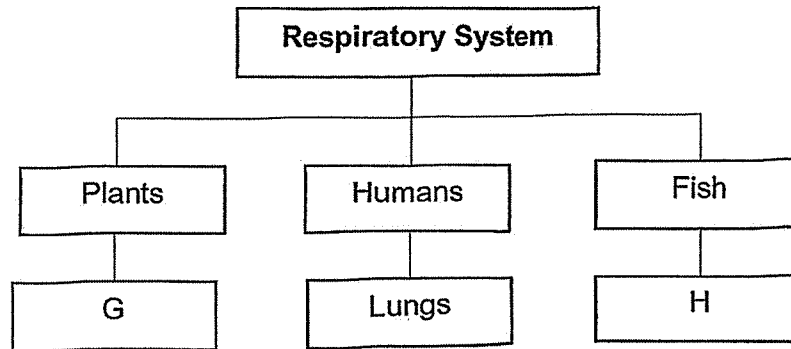 Respiratory System
Plants
Humans
Fish
G
Lungs
H